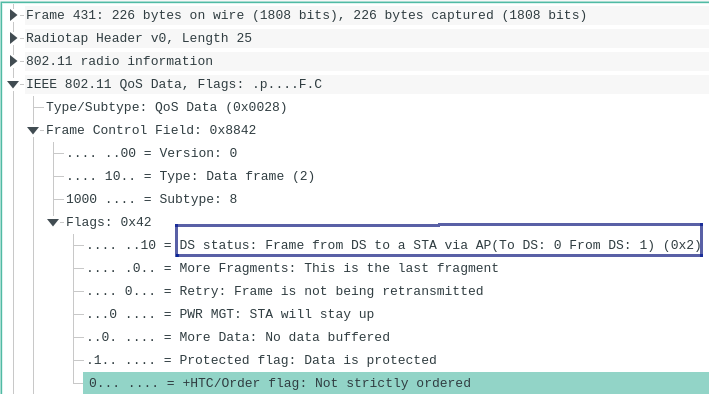 Frame 431: 226 bytes on wire (1808 bits), 226 bytes captured (1808 bits)
Radiotap Header v0, Length 25
802.11 radio information
IEEE 802.11 QoS Data, Flags: .p....F.C
Type/Subtype: QoS Data (0x0028)
Frame Control Field: 0x8842
.... ..00 = Version: 0
.... 10.. = Type: Data frame (2)
1000 .... = Subtype: 8
Flags: 0x42
.... ..10 = DS status: Frame from DS to a STA via AP(To DS: 0 From DS: 1) (0x2)
.... .0.. = More Fragments: This is the last fragment
.... 0... = Retry: Frame is not being retransmitted
...0 .... = PWR MGT: STA will stay up
..0. .... = More Data: No data buffered
.1.. .... = Protected flag: Data is protected
0... .... = +HTC/Order flag: Not strictly ordered